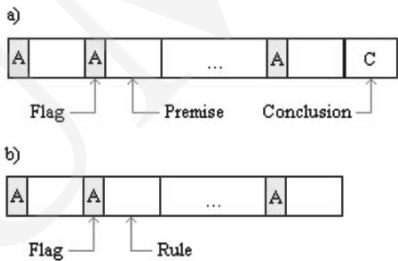 a)
A A ... A C
Flag Premise Conclusion
b)
A A ... A
Flag Rule